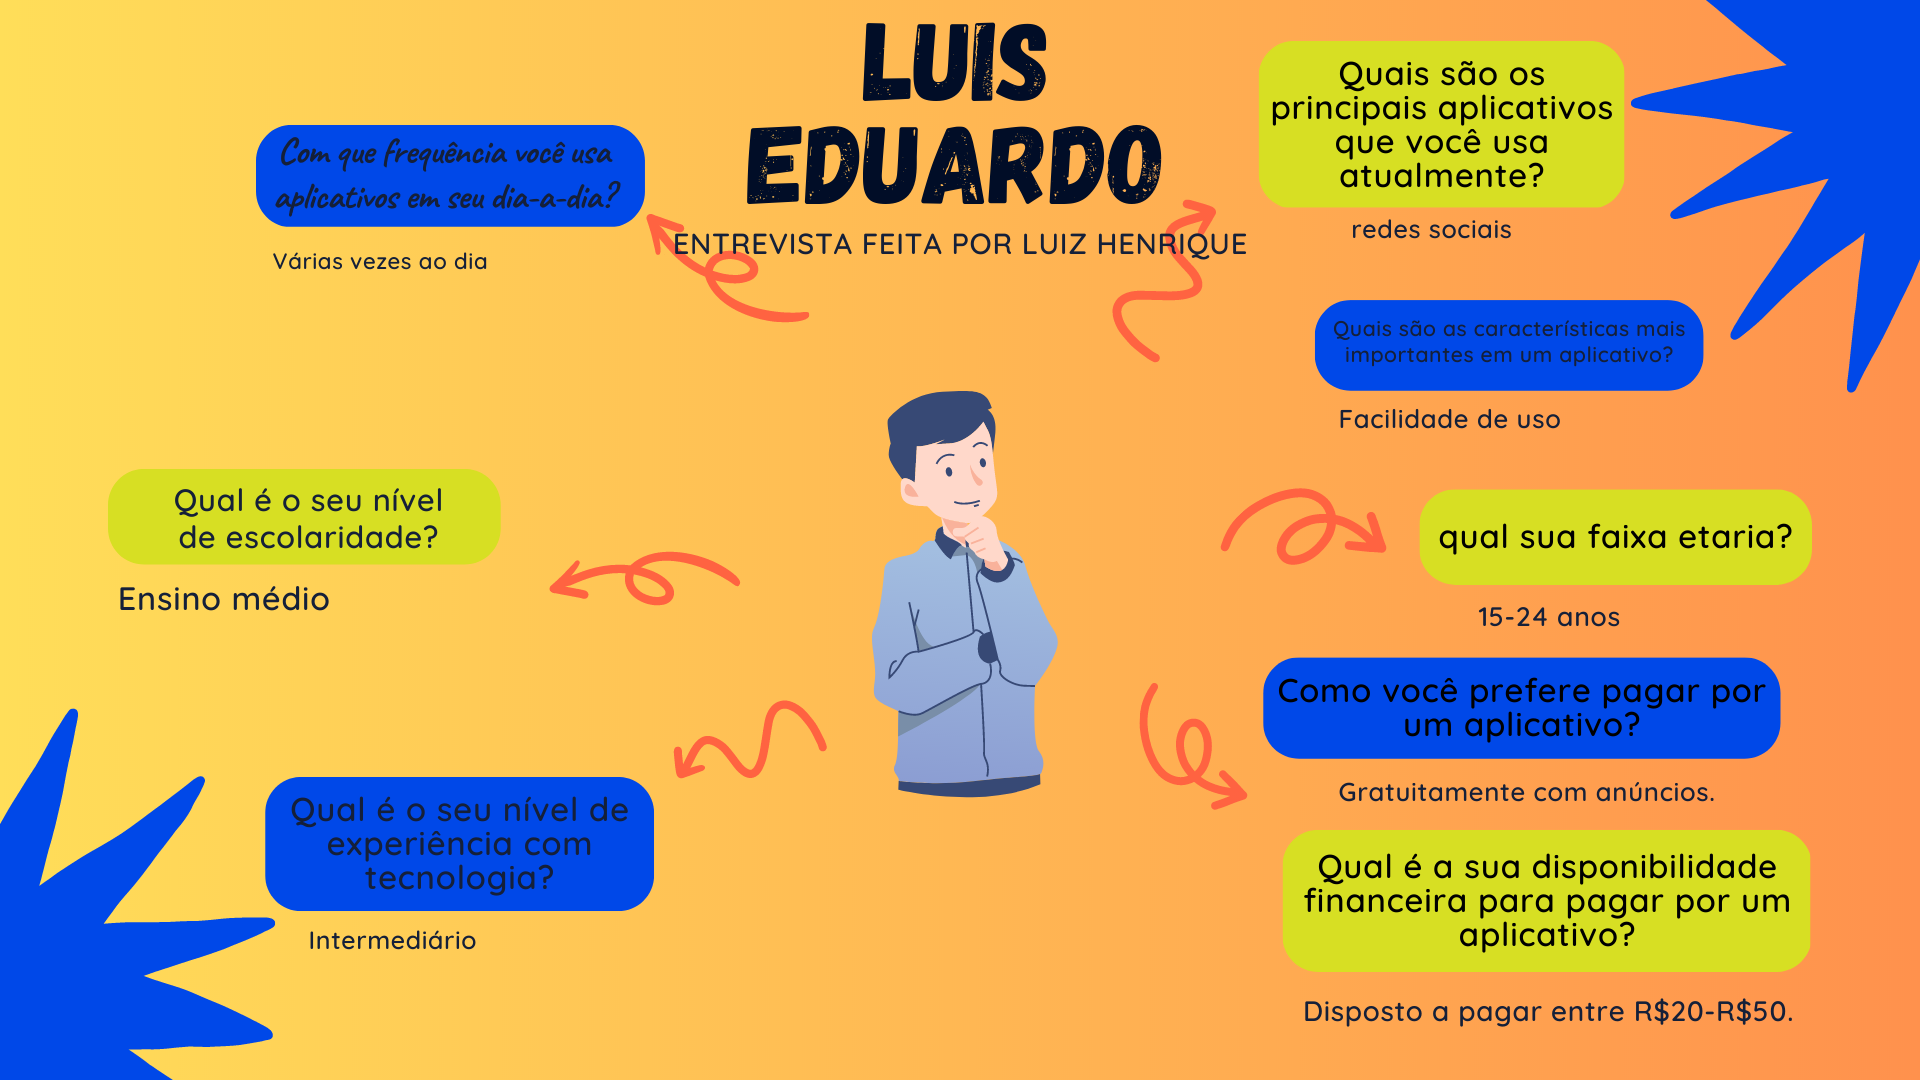 LUIS
EDUARDO
ENTREVISTA FEITA POR LUIZ HENRIQUE
Com que frequência você usa
aplicativos em seu dia-a-dia?
Várias vezes ao dia
Qual é o seu nível
de escolaridade?
Ensino médio
Qual é o seu nível de
experiência com
tecnologia?
Intermediário
Quais são os
principais aplicativos
que você usa
atualmente?
redes sociais
Quais são as características mais
importantes em um aplicativo?
Facilidade de uso
qual sua faixa etaria?
15-24 anos
Como você prefere pagar por
um aplicativo?
Gratuitamente com anúncios.
Qual é a sua disponibilidade
financeira para pagar por um
aplicativo?
Disposto a pagar entre R$20-R$50.